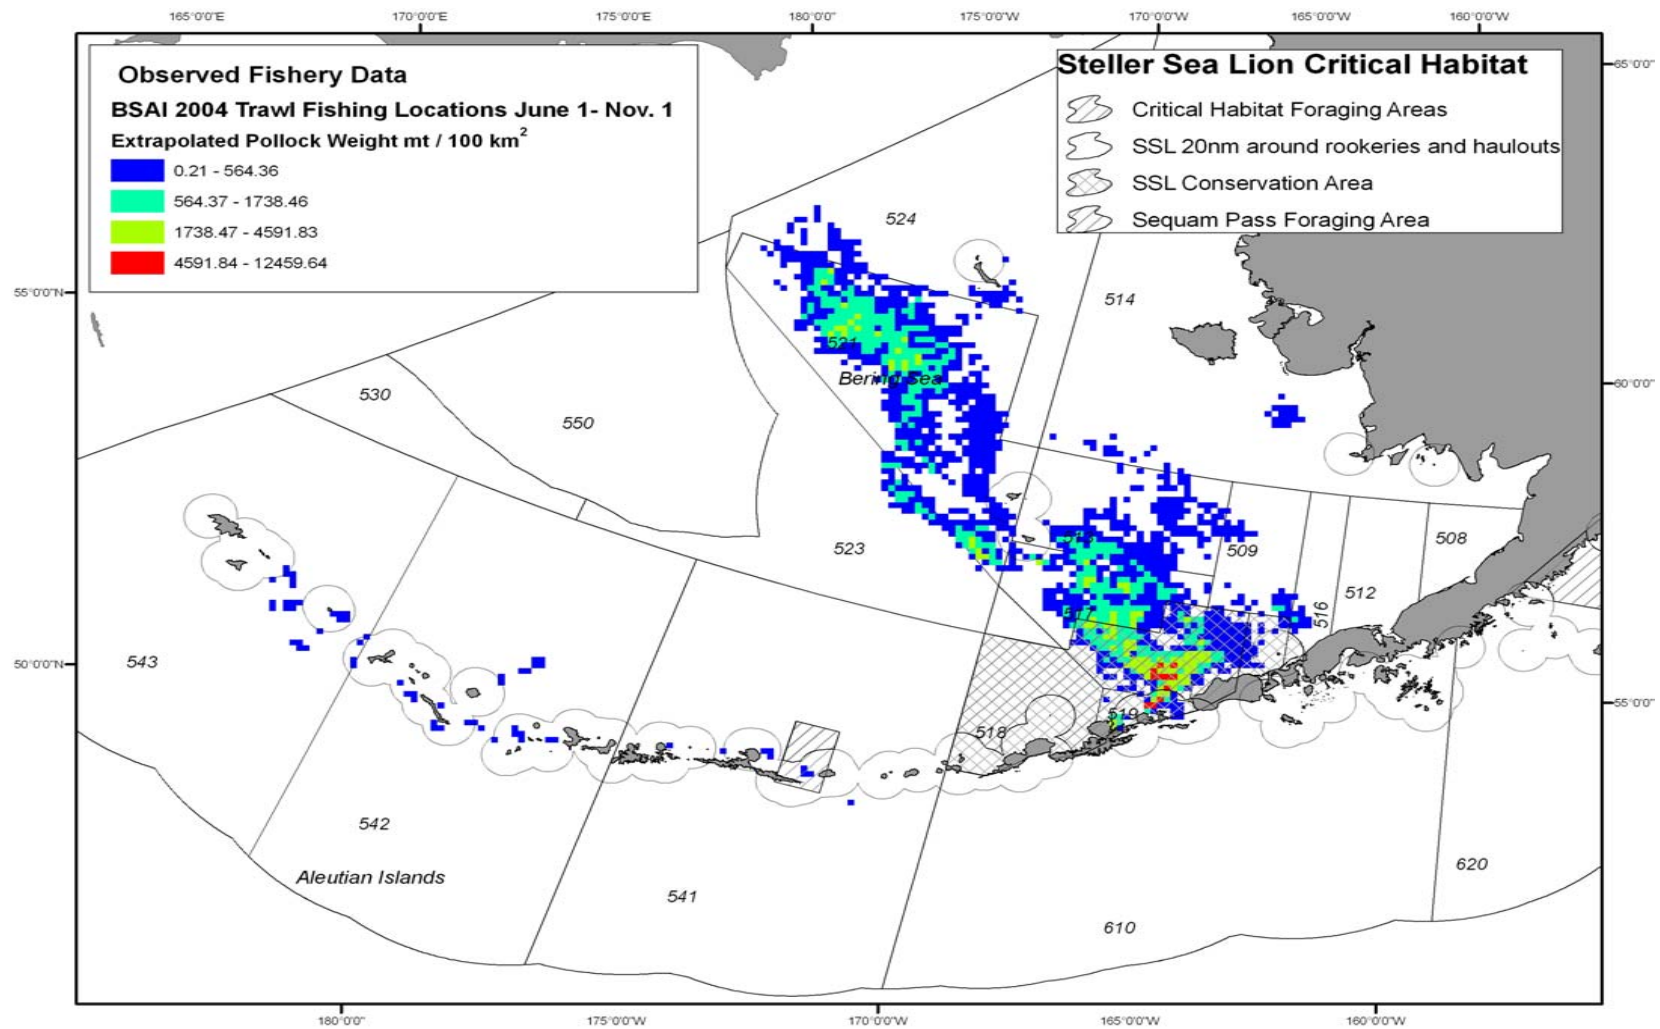 165°0'0"E 170°0'0"E 175°0'0"E 180°0'0" 175°0'0"W 170°0'0"W 165°0'0"W 160°0'0"W
Observed Fishery Data
BSAI 2004 Trawl Fishing Locations June 1- Nov. 1
Extrapolated Pollock Weight mt / 100 km²
0.21 - 564.36
564.37 - 1738.46
1738.47 - 4591.83
4591.84 - 12459.64
Steller Sea Lion Critical Habitat
Critical Habitat Foraging Areas
SSL 20nm around rookeries and haulouts
SSL Conservation Area
Sequam Pass Foraging Area
65°0'0"
524
55°0'0"N
514
521
Bering Sea
60°0'0"N
530
550
523
509
508
512
516
517
543
50°0'0"N
55°0'0"N
519
518
542
Aleutian Islands
541
620
610
180°0'0" 175°0'0"W 170°0'0"W 165°0'0"W 160°0'0"W